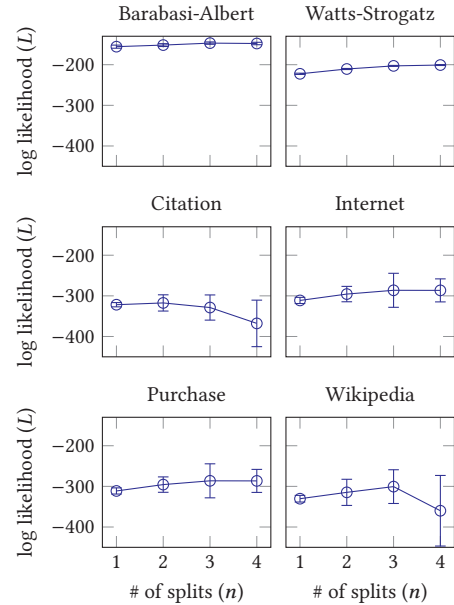 Barabasi-Albert Watts-Strogatz
log likelihood (L)
−200
−300
−400
Citation Internet
log likelihood (L)
−200
−300
−400
Purchase Wikipedia
log likelihood (L)
−200
−300
−400
1 2 3 4 1 2 3 4
# of splits (n) # of splits (n)